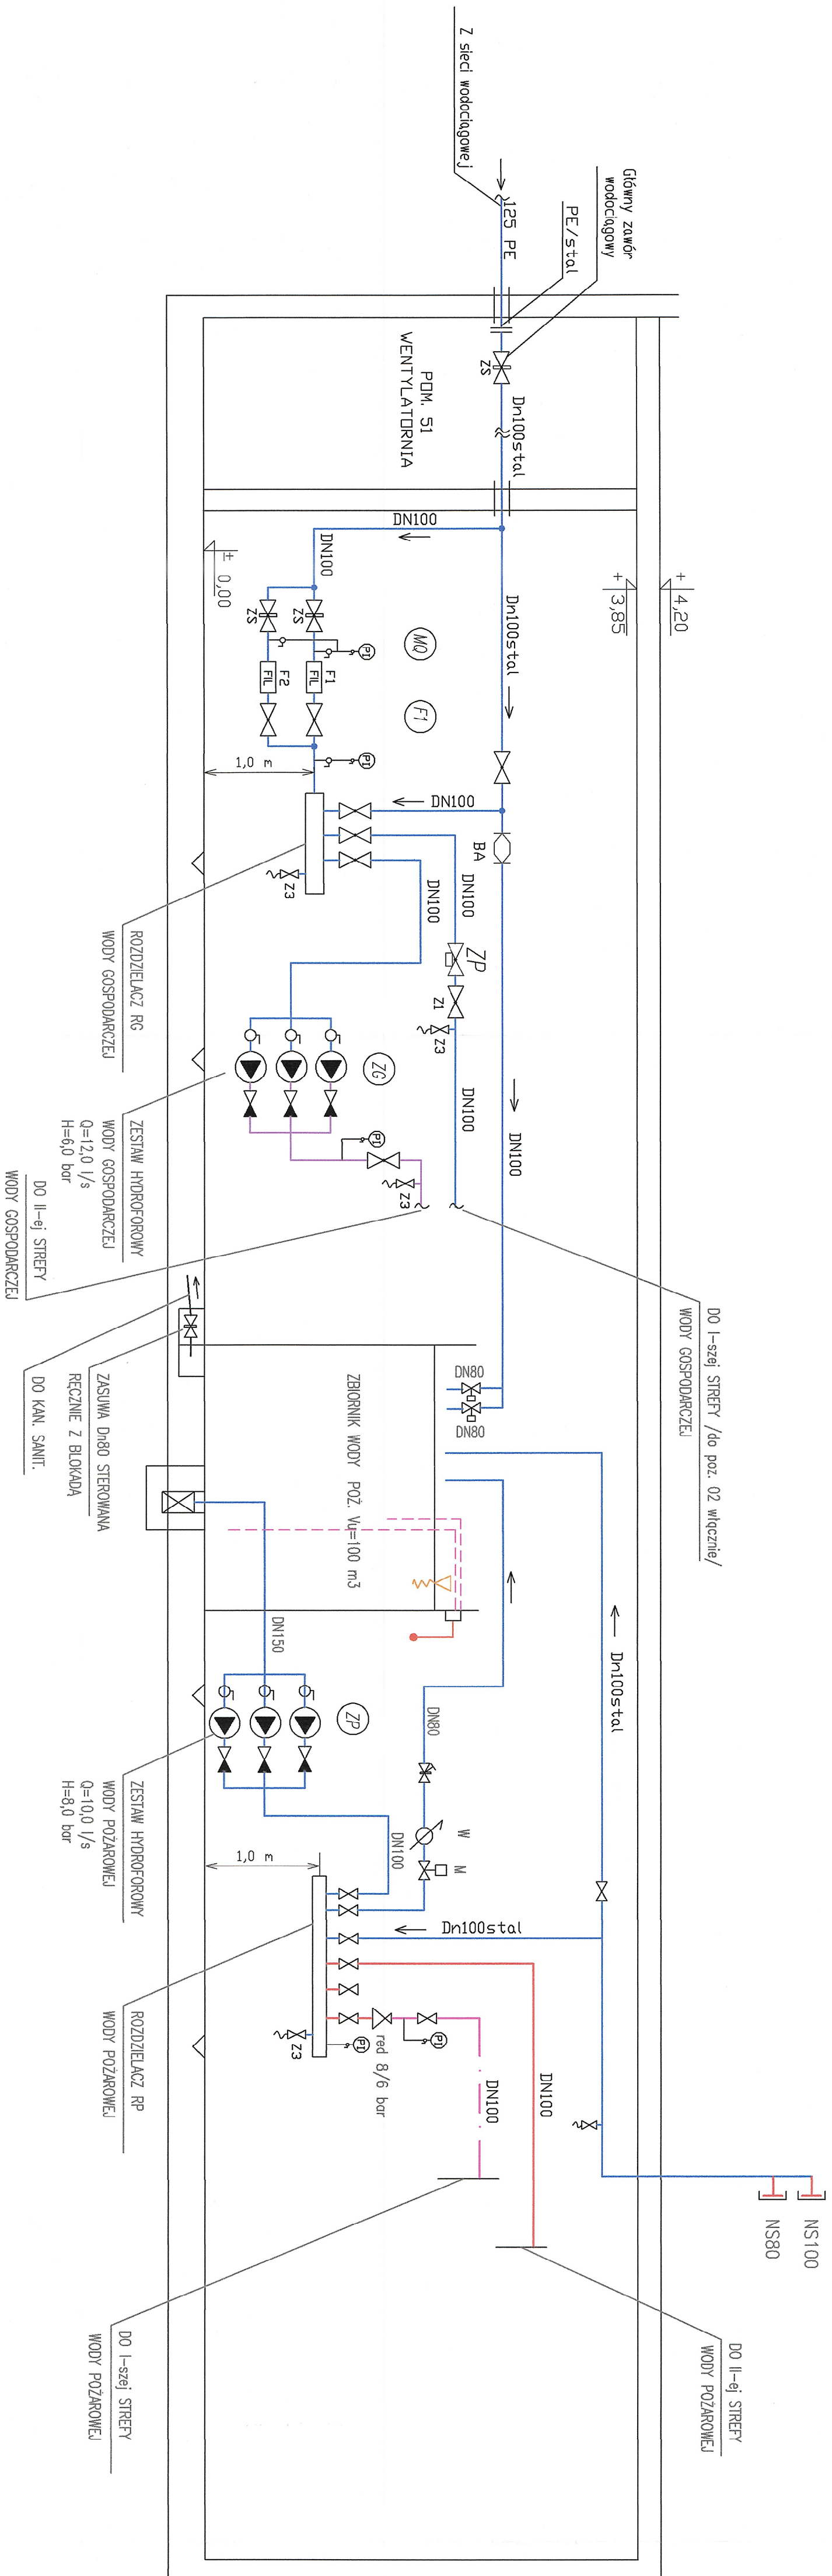 Z sieci wodociągowej
Główny zawór
wodociągowy
PE/stal
125 PE
ZS
Dn100stal
POM. 51
WENTYLATORNIA
+ 4,20
+ 3,85
± 0,00
DN100
DN100
Dn100stal
ZS
ZS
PI
F1
FIL
F2
FIL
MQ
F1
PI
1,0 m
DN100
BA
Z3
DN100
DN100
ZP
Z1
Z3
DN100
DN100
ROZDZIELACZ RG
WODY GOSPODARCZEJ
ZG
PI
Z3
ZESTAW HYDROFOROWY
WODY GOSPODARCZEJ
Q=12,0 l/s
H=6,0 bar
DO II-ej STREFY
WODY GOSPODARCZEJ
DO I-szej STREFY /do poz. 02 włącznie/
WODY GOSPODARCZEJ
DN80
DN80
ZBIORNIK WODY POŻ. Vu=100 m3
ZASUWA Dn80 STEROWANA
RĘCZNIE Z BLOKADĄ
DO KAN. SANIT.
DN150
ZP
DN80
W
M
Dn100stal
ZESTAW HYDROFOROWY
WODY POŻAROWEJ
Q=10,0 l/s
H=8,0 bar
1,0 m
DN100
Dn100stal
Z3
PI
PI
red 8/6 bar
DN100
DN100
ROZDZIELACZ RP
WODY POŻAROWEJ
NS100
NS80
DO I-szej STREFY
WODY POŻAROWEJ
DO II-ej STREFY
WODY POŻAROWEJ